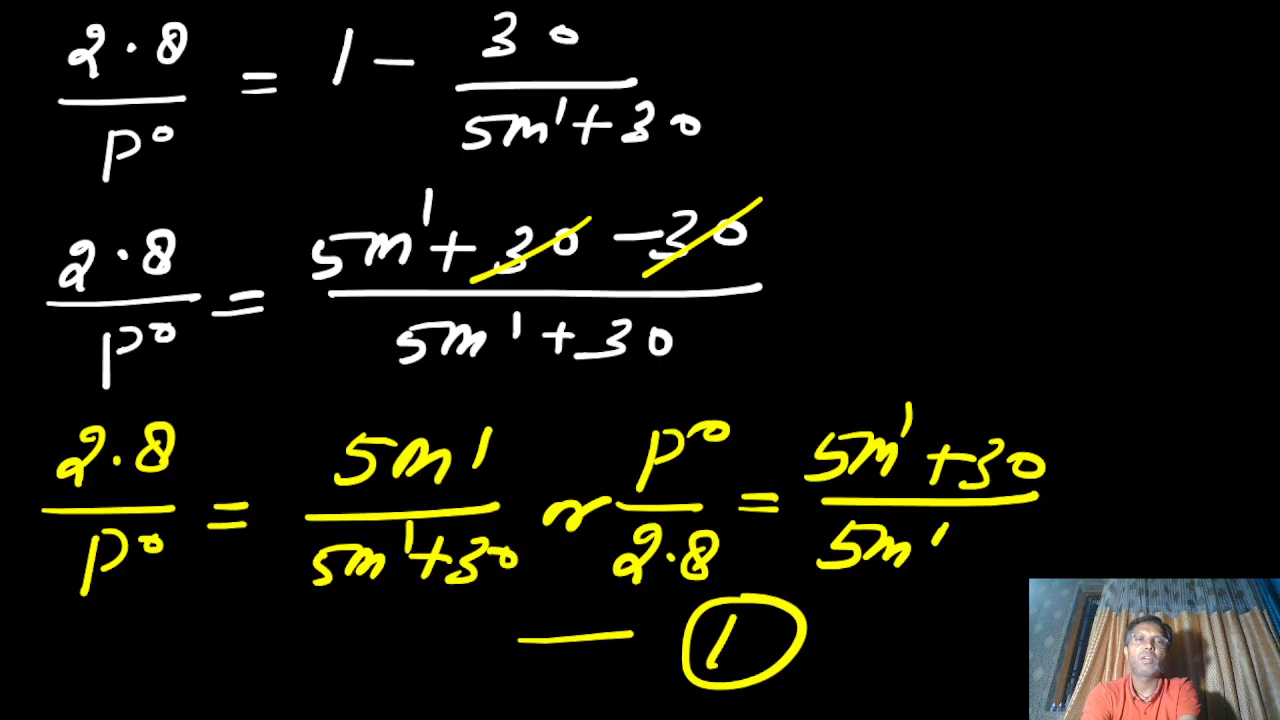 2.8/P° = 1 - 30/(5m' + 30)
2.8/P° = (5m' + 30 - 30)/(5m' + 30)
2.8/P° = 5m'/(5m' + 30) or P°/2.8 = (5m' + 30)/5m'
— 1